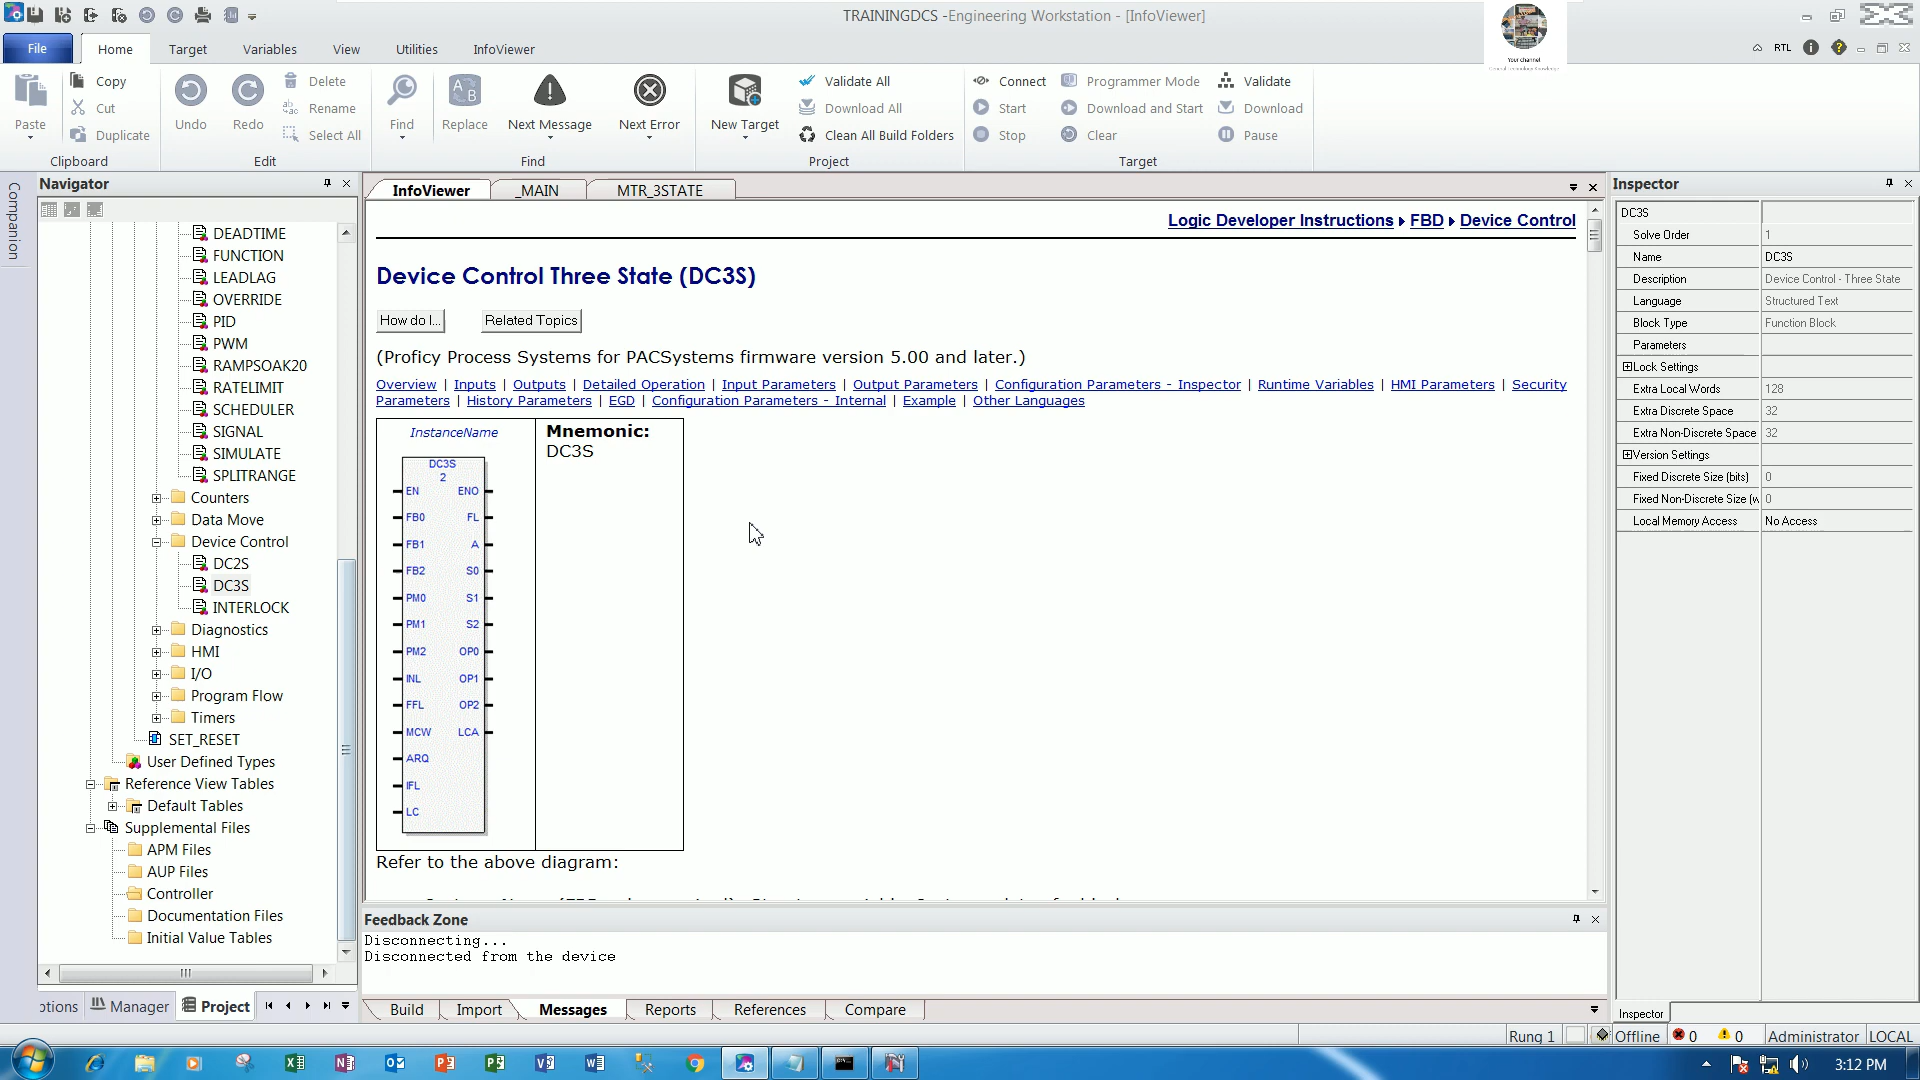 TRAININGDCS -Engineering Workstation - [InfoViewer]
File Home Target Variables View Utilities InfoViewer
RTL
Your channel
Paste
Copy
Cut
Duplicate
Clipboard
Undo
Redo
Delete
Rename
Select All
Edit
Find
Replace
Next Message
Next Error
Find
New Target
Validate All
Download All
Clean All Build Folders
Project
Connect
Start
Stop
Programmer Mode
Download and Start
Clear
Validate
Download
Pause
Target
Companion
Navigator
DEADTIME
FUNCTION
LEADLAG
OVERRIDE
PID
PWM
RAMPSOAK20
RATELIMIT
SCHEDULER
SIGNAL
SIMULATE
SPLITRANGE
Counters
Data Move
Device Control
DC2S
DC3S
INTERLOCK
Diagnostics
HMI
I/O
Program Flow
Timers
SET_RESET
User Defined Types
Reference View Tables
Default Tables
Supplemental Files
APM Files
AUP Files
Controller
Documentation Files
Initial Value Tables
otions Manager Project
InfoViewer _MAIN MTR_3STATE
Logic Developer Instructions FBD Device Control
Device Control Three State (DC3S)
How do I... Related Topics
(Proficy Process Systems for PACSystems firmware version 5.00 and later.)
Overview | Inputs | Outputs | Detailed Operation | Input Parameters | Output Parameters | Configuration Parameters - Inspector | Runtime Variables | HMI Parameters | Security
Parameters | History Parameters | EGD | Configuration Parameters - Internal | Example | Other Languages
InstanceName
DC3S
2
EN ENO
FB0 FL
FB1 A
FB2 S0
PM0 S1
PM1 S2
PM2 OP0
INL OP1
FFL OP2
MCW LCA
ARQ
IFL
LC
Mnemonic:
DC3S
Refer to the above diagram:
Feedback Zone
Disconnecting...
Disconnected from the device
Build Import Messages Reports References Compare
Inspector
DC3S
Solve Order 1
Name DC3S
Description Device Control - Three State
Language Structured Text
Block Type Function Block
Parameters
Lock Settings
Extra Local Words 128
Extra Discrete Space 32
Extra Non-Discrete Space 32
Version Settings
Fixed Discrete Size (bits) 0
Fixed Non-Discrete Size (w 0
Local Memory Access No Access
Inspector
Rung 1 Offline 0 0 Administrator LOCAL
3:12 PM